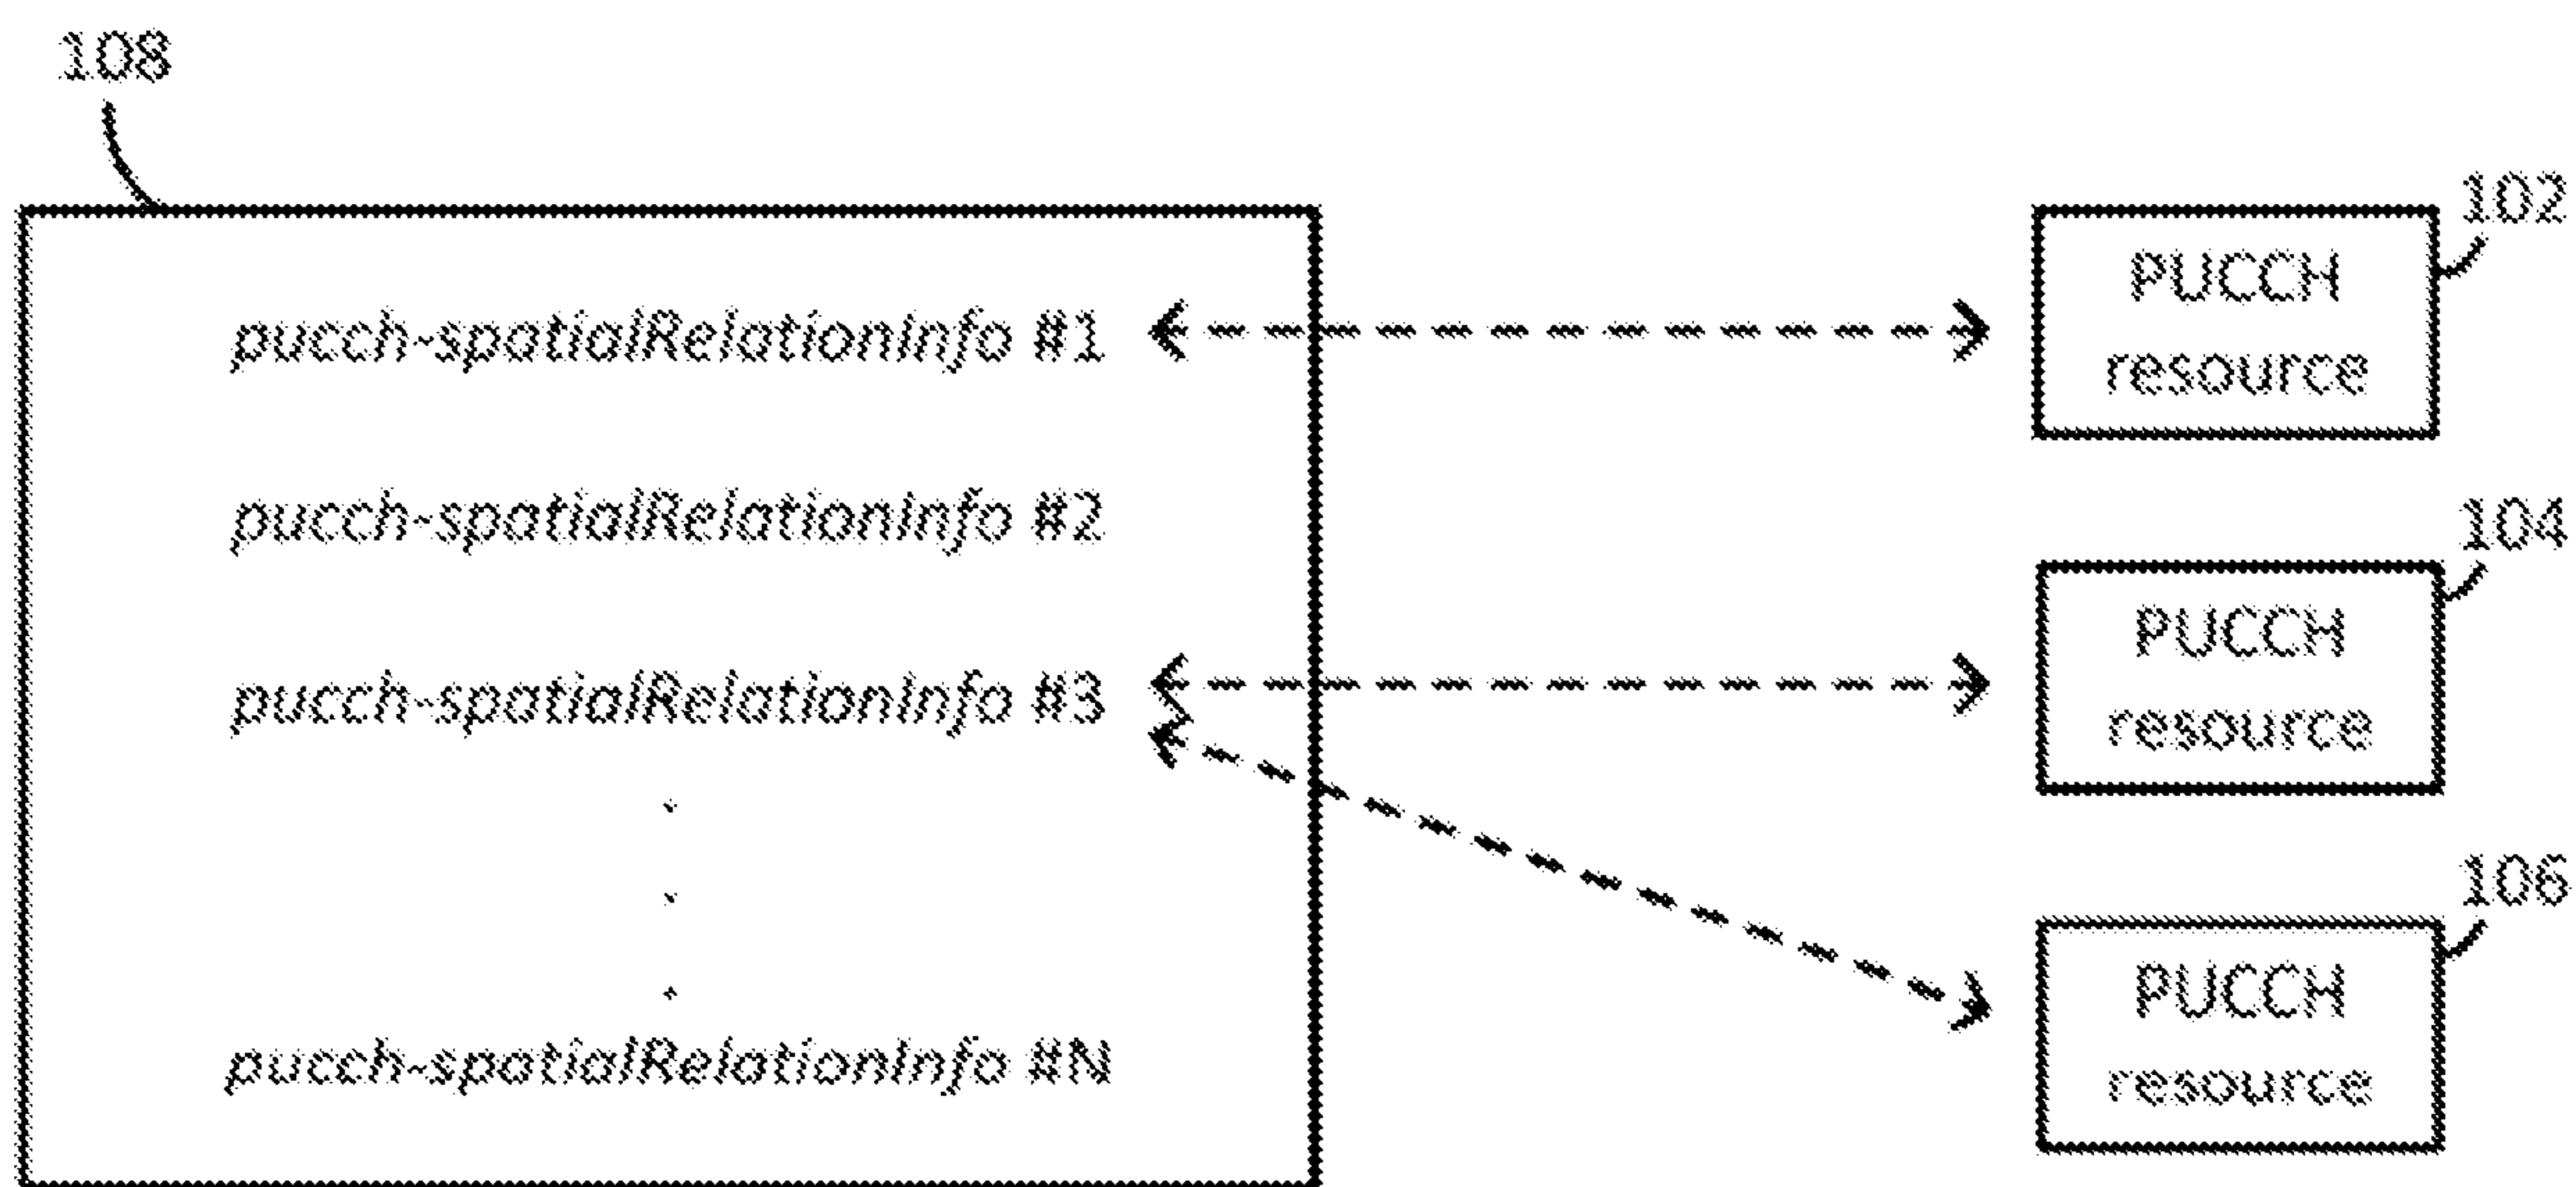 108
102
PUCCH
resource
pucch-spatialRelationInfo #1
pucch-spatialRelationInfo #2
104
PUCCH
resource
pucch-spatialRelationInfo #3
.
.
.
106
PUCCH
resource
pucch-spatialRelationInfo #N